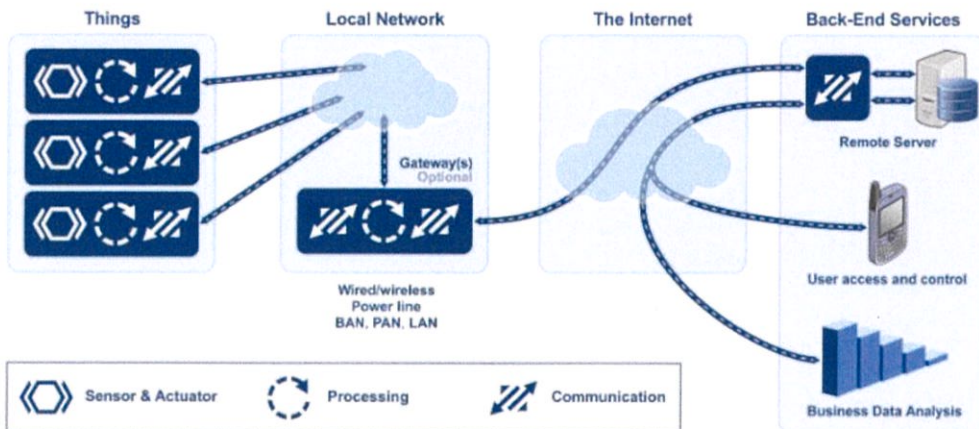 Things
Local Network
The Internet
Back-End Services
Gateway(s)
Optional
Remote Server
User access and control
Wired/wireless
Power line
BAN, PAN, LAN
Sensor & Actuator
Processing
Communication
Business Data Analysis